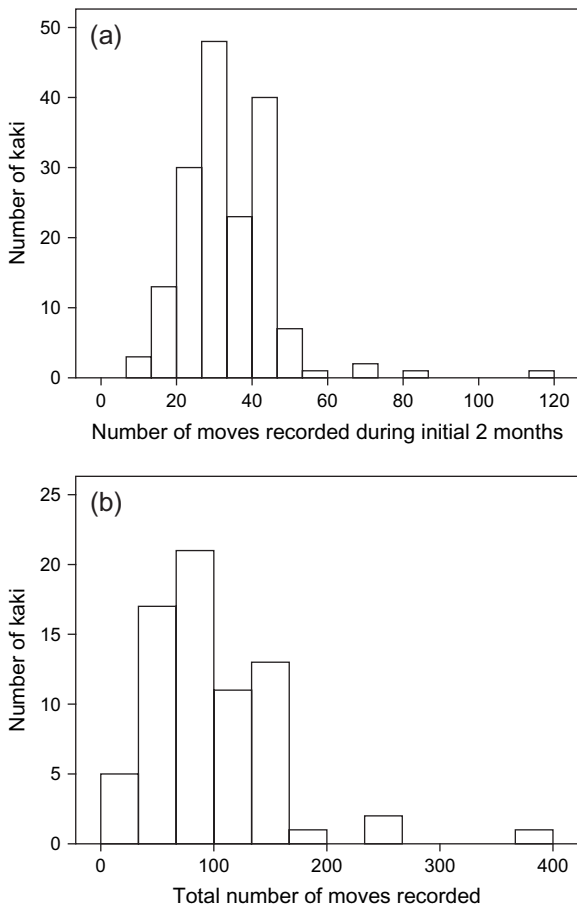 (a)
Number of kaki
50
40
30
20
10
0
0 20 40 60 80 100 120
Number of moves recorded during initial 2 months
(b)
Number of kaki
25
20
15
10
5
0
0 100 200 300 400
Total number of moves recorded